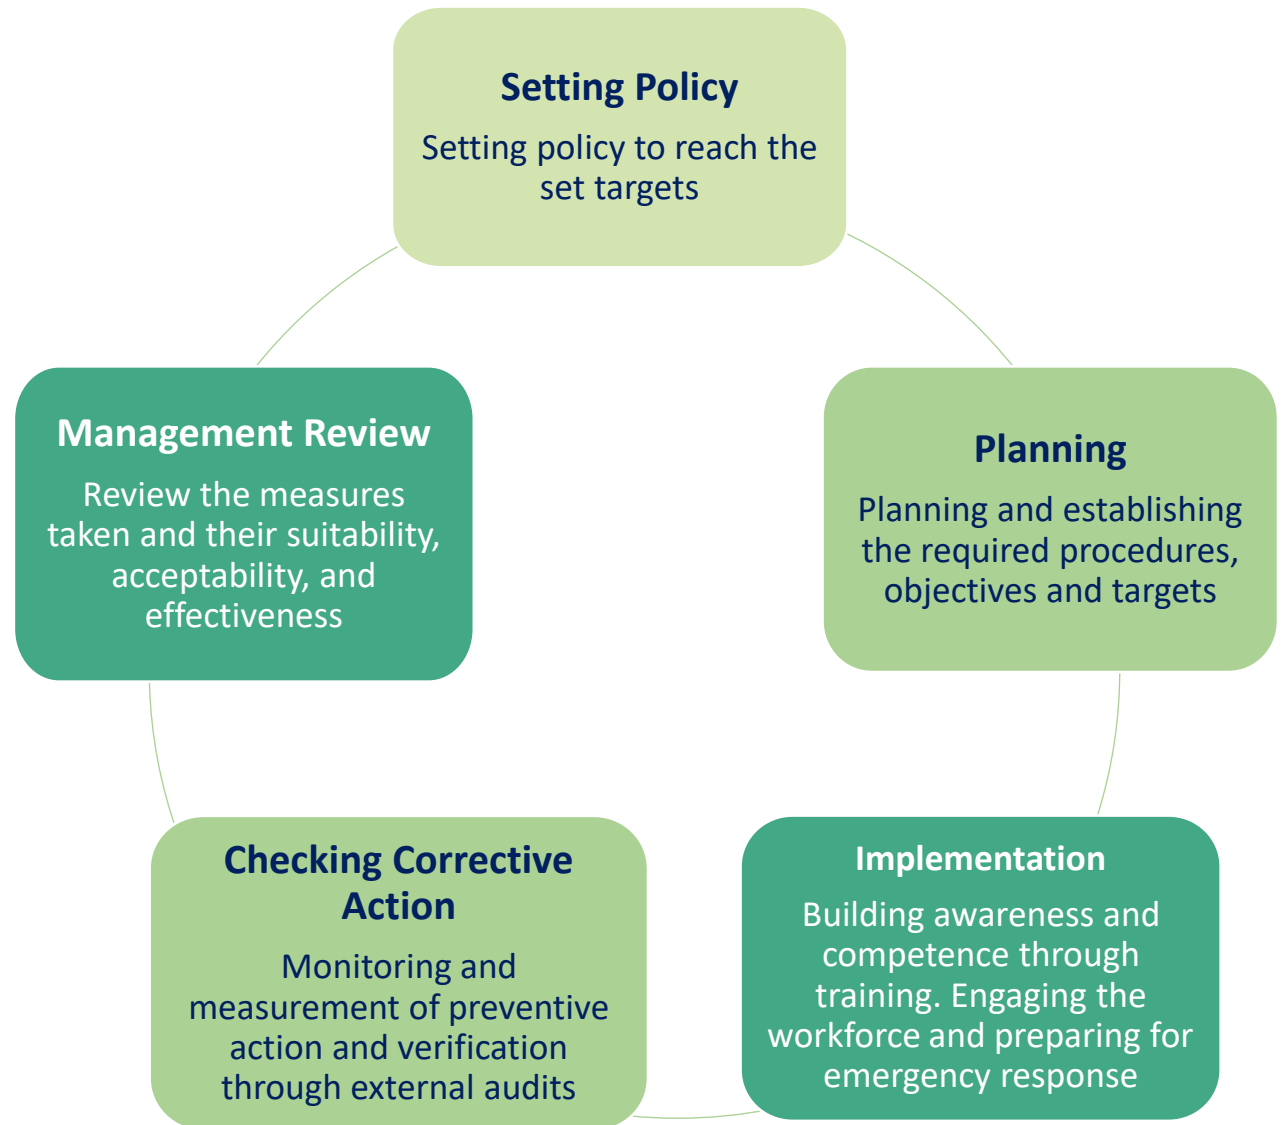 Setting Policy
Setting policy to reach the
set targets
Planning
Planning and establishing
the required procedures,
objectives and targets
Implementation
Building awareness and
competence through
training. Engaging the
workforce and preparing for
emergency response
Checking Corrective
Action
Monitoring and
measurement of preventive
action and verification
through external audits
Management Review
Review the measures
taken and their suitability,
acceptability, and
effectiveness